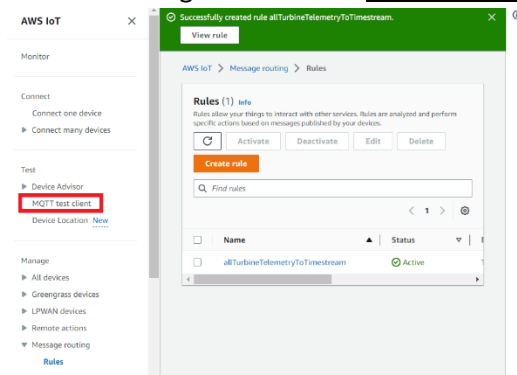 AWS IoT
Monitor
Connect
Connect one device
Connect many devices
Test
Device Advisor
MQTT test client
Device Location New
Manage
All devices
Greengrass devices
LPWAN devices
Remote actions
Message routing
Rules
Successfully created rule allTurbineTelemetryToTimestream.
View rule
AWS IoT > Message routing > Rules
Rules (1) Info
Rules allow your things to interact with other services. Rules are analyzed and perform
specific actions based on messages published by your devices.
Activate Deactivate Edit Delete
Create rule
Find rules
< 1 >
Name Status
allTurbineTelemetryToTimestream Active